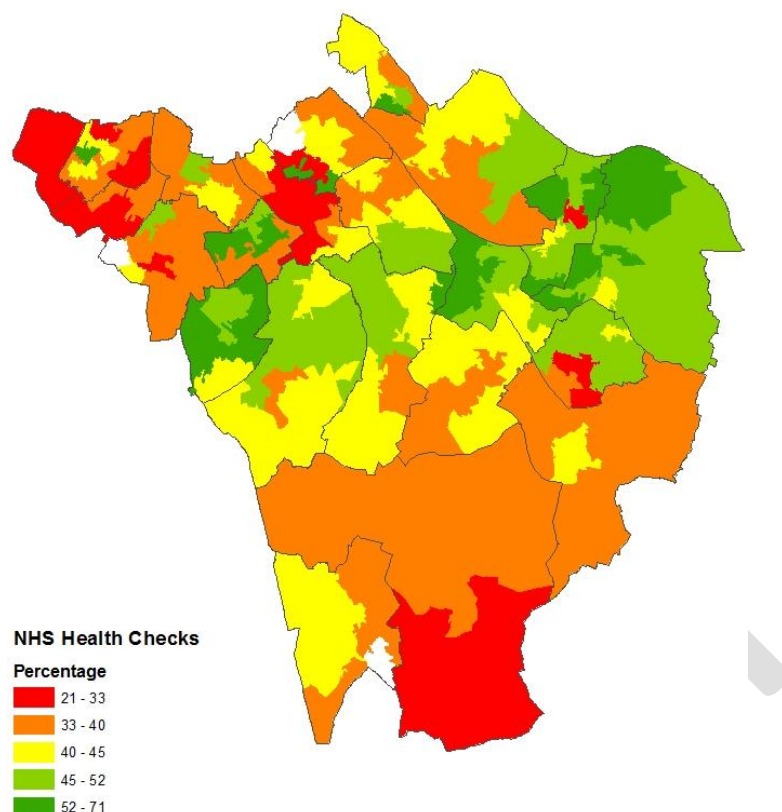 NHS Health Checks
Percentage
21 - 33
33 - 40
40 - 45
45 - 52
52 - 71